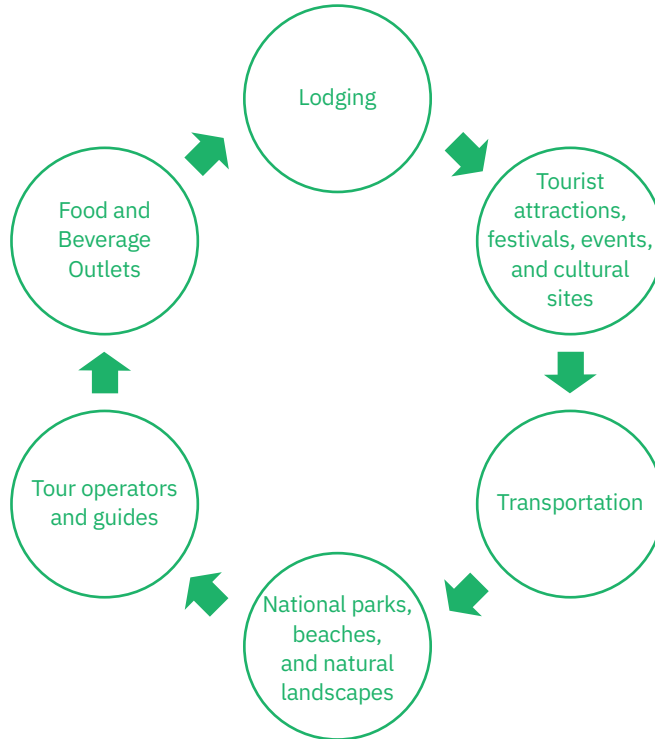 Lodging
Tourist
attractions,
festivals, events,
and cultural
sites
Transportation
National parks,
beaches,
and natural
landscapes
Tour operators
and guides
Food and
Beverage
Outlets